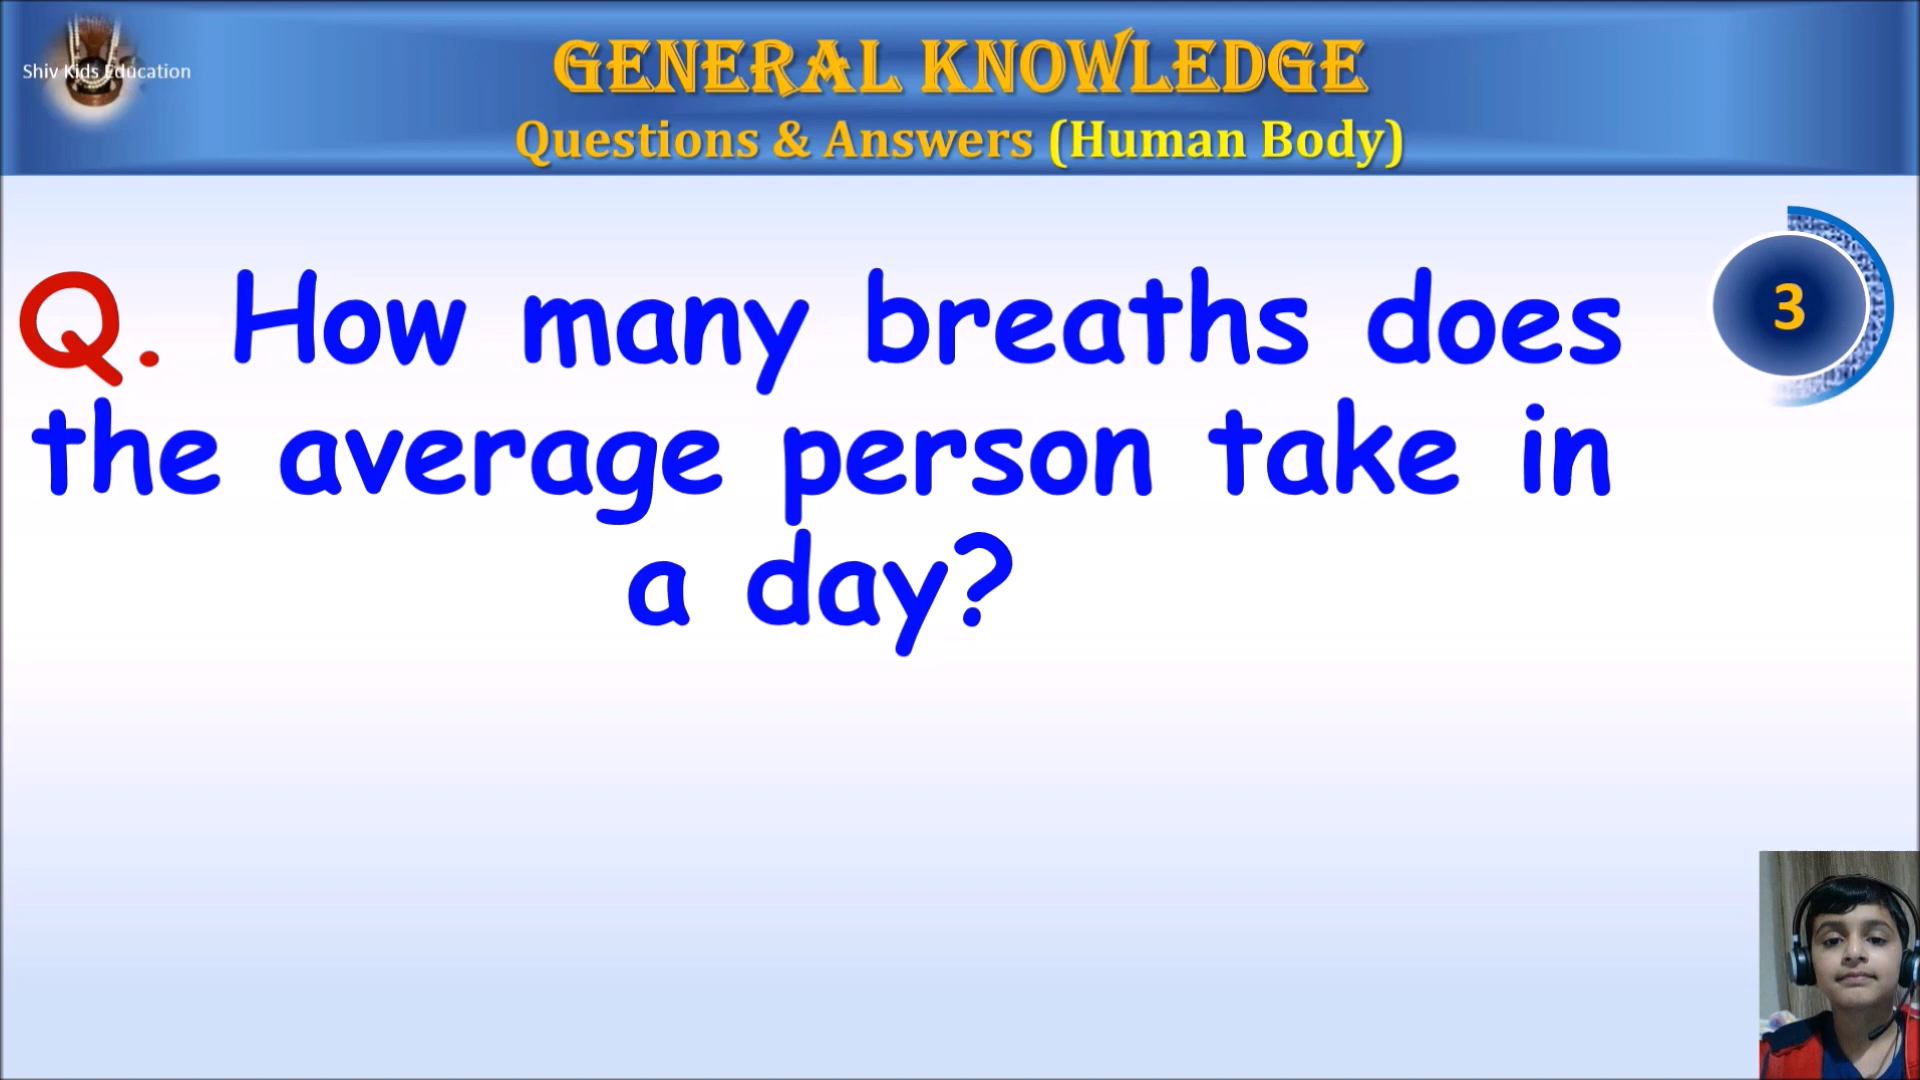 Shiv Kids Education
GENERAL KNOWLEDGE
Questions & Answers (Human Body)
3
Q. How many breaths does
the average person take in
a day?